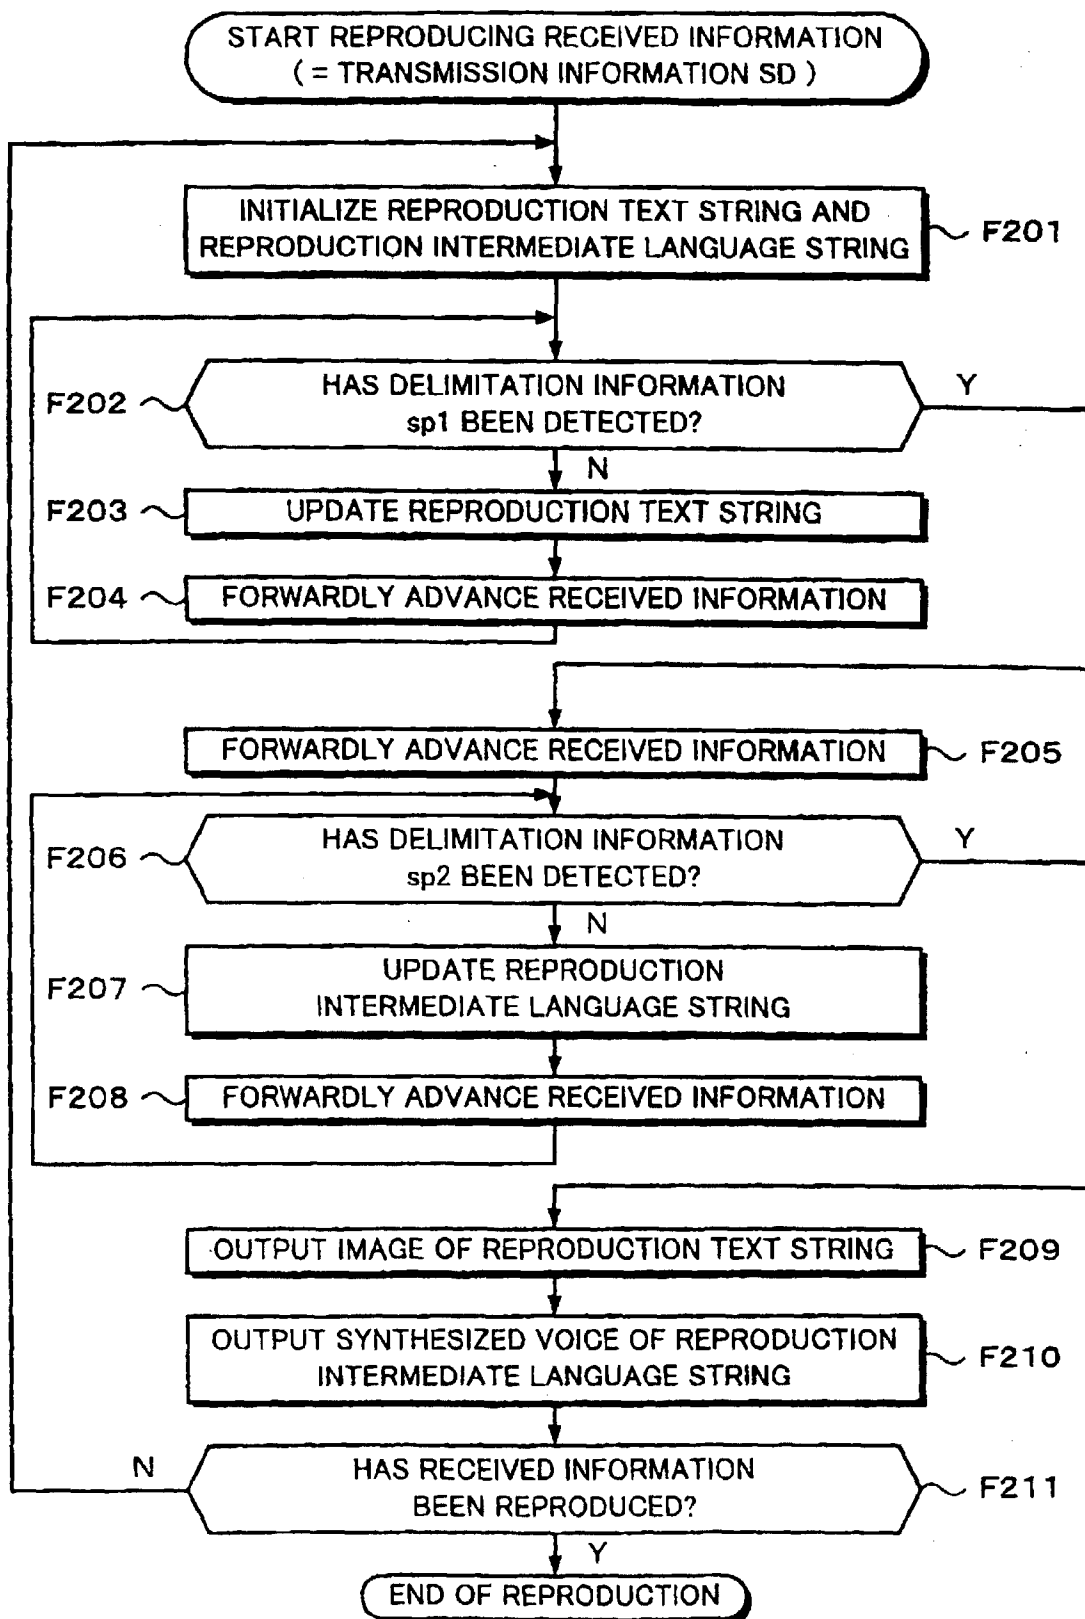 START REPRODUCING RECEIVED INFORMATION
( = TRANSMISSION INFORMATION SD )
INITIALIZE REPRODUCTION TEXT STRING AND
REPRODUCTION INTERMEDIATE LANGUAGE STRING
F201
HAS DELIMITATION INFORMATION
sp1 BEEN DETECTED?
F202
Y
N
F203
UPDATE REPRODUCTION TEXT STRING
F204
FORWARDLY ADVANCE RECEIVED INFORMATION
FORWARDLY ADVANCE RECEIVED INFORMATION
F205
HAS DELIMITATION INFORMATION
sp2 BEEN DETECTED?
F206
Y
N
F207
UPDATE REPRODUCTION
INTERMEDIATE LANGUAGE STRING
F208
FORWARDLY ADVANCE RECEIVED INFORMATION
OUTPUT IMAGE OF REPRODUCTION TEXT STRING
F209
OUTPUT SYNTHESIZED VOICE OF REPRODUCTION
INTERMEDIATE LANGUAGE STRING
F210
N
HAS RECEIVED INFORMATION
BEEN REPRODUCED?
F211
Y
END OF REPRODUCTION